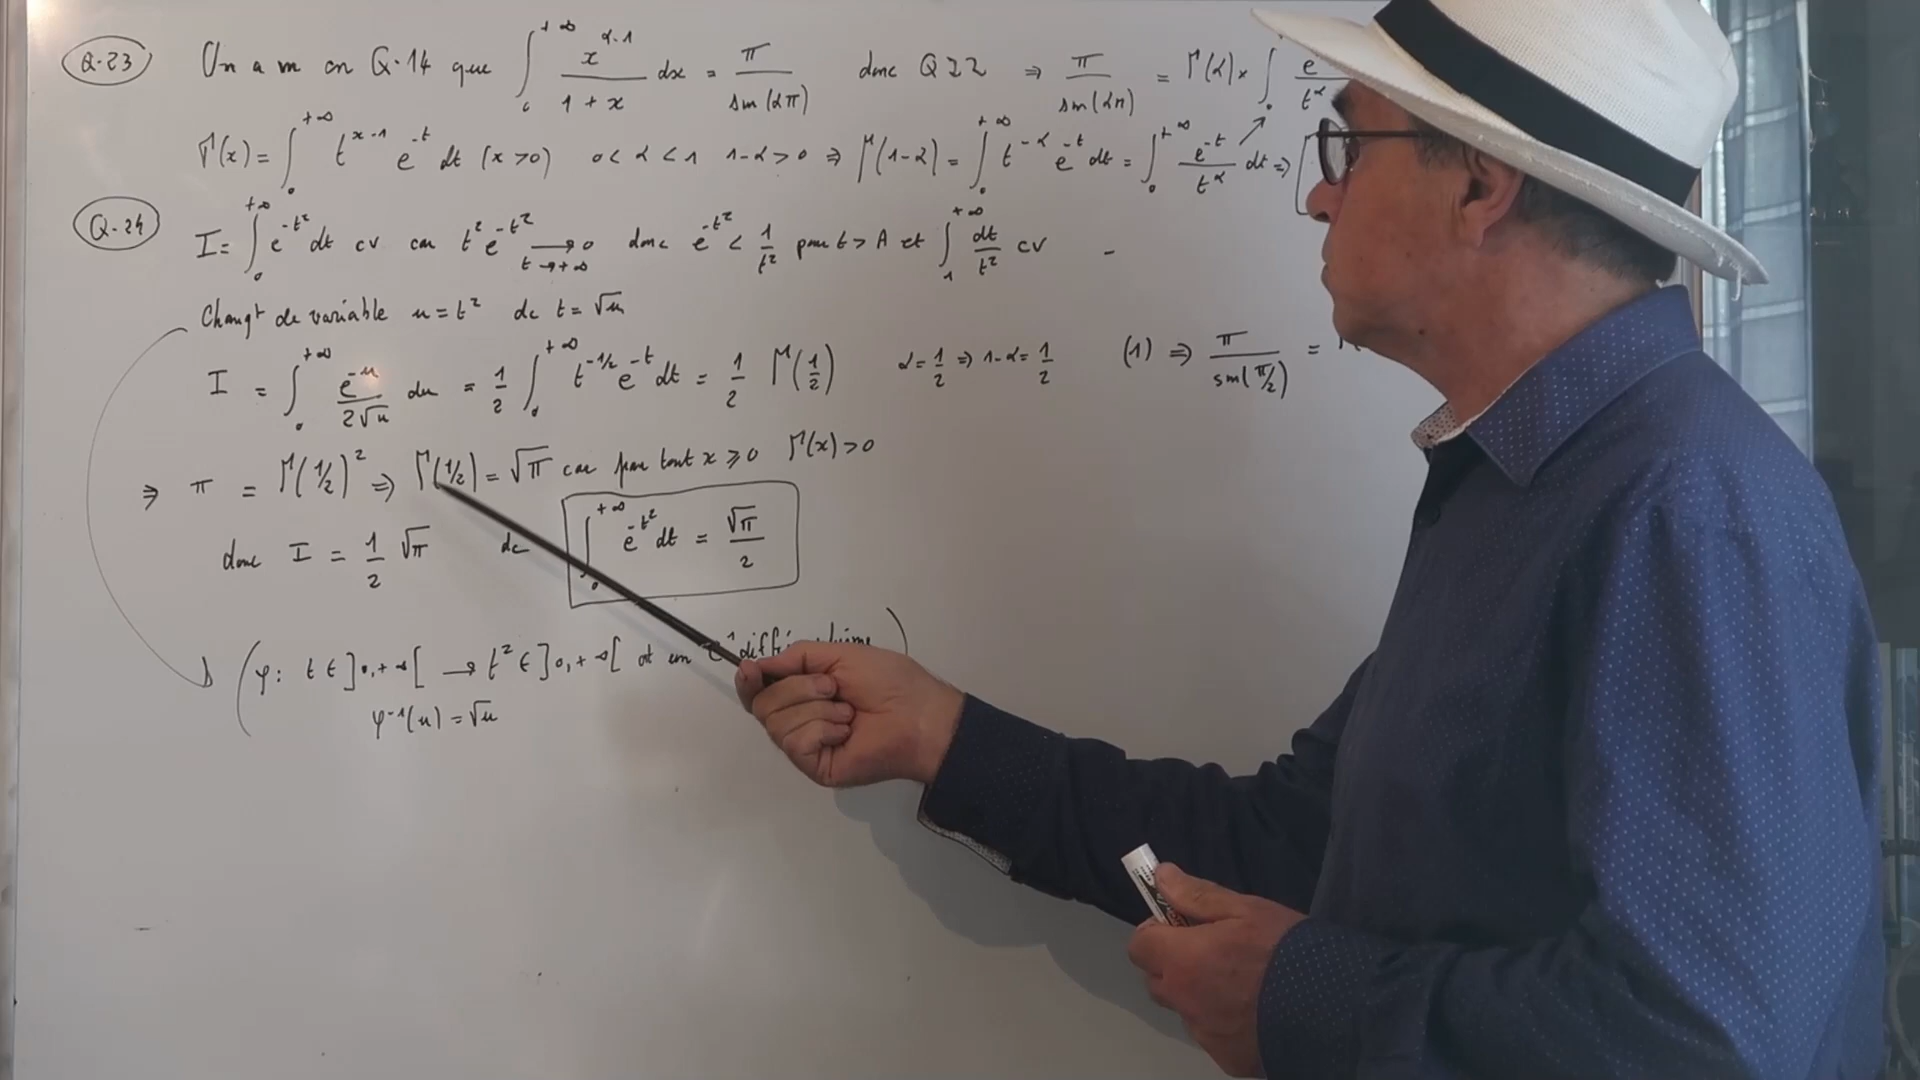 Q-23 On a m en Q.14 que ∫₀^{+∞} x^{α-1}/(1+x) dx = π/sin(απ) donc Q22 ⇒ π/sin(απ) = Γ(α) × ∫₀ e/t^α
Γ(x) = ∫₀^{+∞} t^{x-1} e^{-t} dt (x>0) 0<α<1 1-α>0 ⇒ Γ(1-α) = ∫₀^{+∞} t^{-α} e^{-t} dt = ∫₀^{+∞} e^{-t}/t^α dt ⇒
Q-24 I = ∫₀^{+∞} e^{-t²} dt cv car t² e^{-t²} → 0 t→+∞ donc e^{-t²} < 1/t² pour t > A et ∫₁^{+∞} dt/t² cv -
Changt de variable u = t² dc t = √u
I = ∫₀^{+∞} e^{-u}/(2√u) du = 1/2 ∫₀^{+∞} t^{-1/2} e^{-t} dt = 1/2 Γ(1/2) α = 1/2 ⇒ 1-α = 1/2 (1) ⇒ π/sin(π/2) =
⇒ π = Γ(1/2)² ⇒ Γ(1/2) = √π car pour tout x ⩾ 0 Γ(x) > 0
donc I = 1/2 √π dc ∫₀^{+∞} e^{-t²} dt = √π/2
(φ: t ∈ ]0,+∞[ → t² ∈ ]0,+∞[ est un C¹)
φ⁻¹(u) = √u